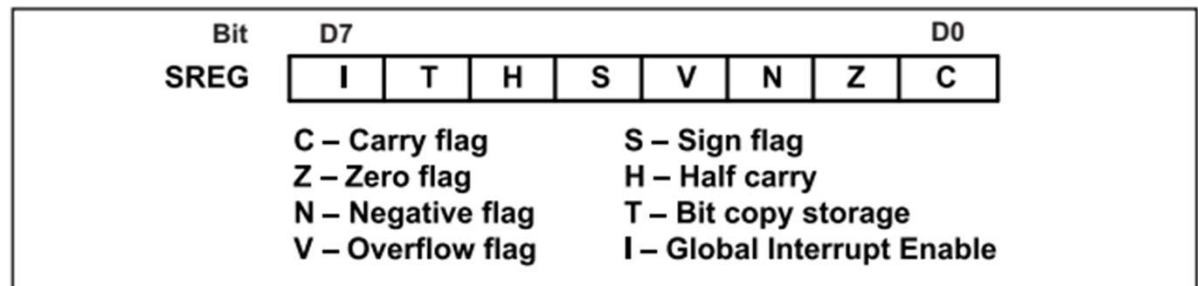 Bit D7 D0
SREG I T H S V N Z C
C – Carry flag S – Sign flag
Z – Zero flag H – Half carry
N – Negative flag T – Bit copy storage
V – Overflow flag I – Global Interrupt Enable